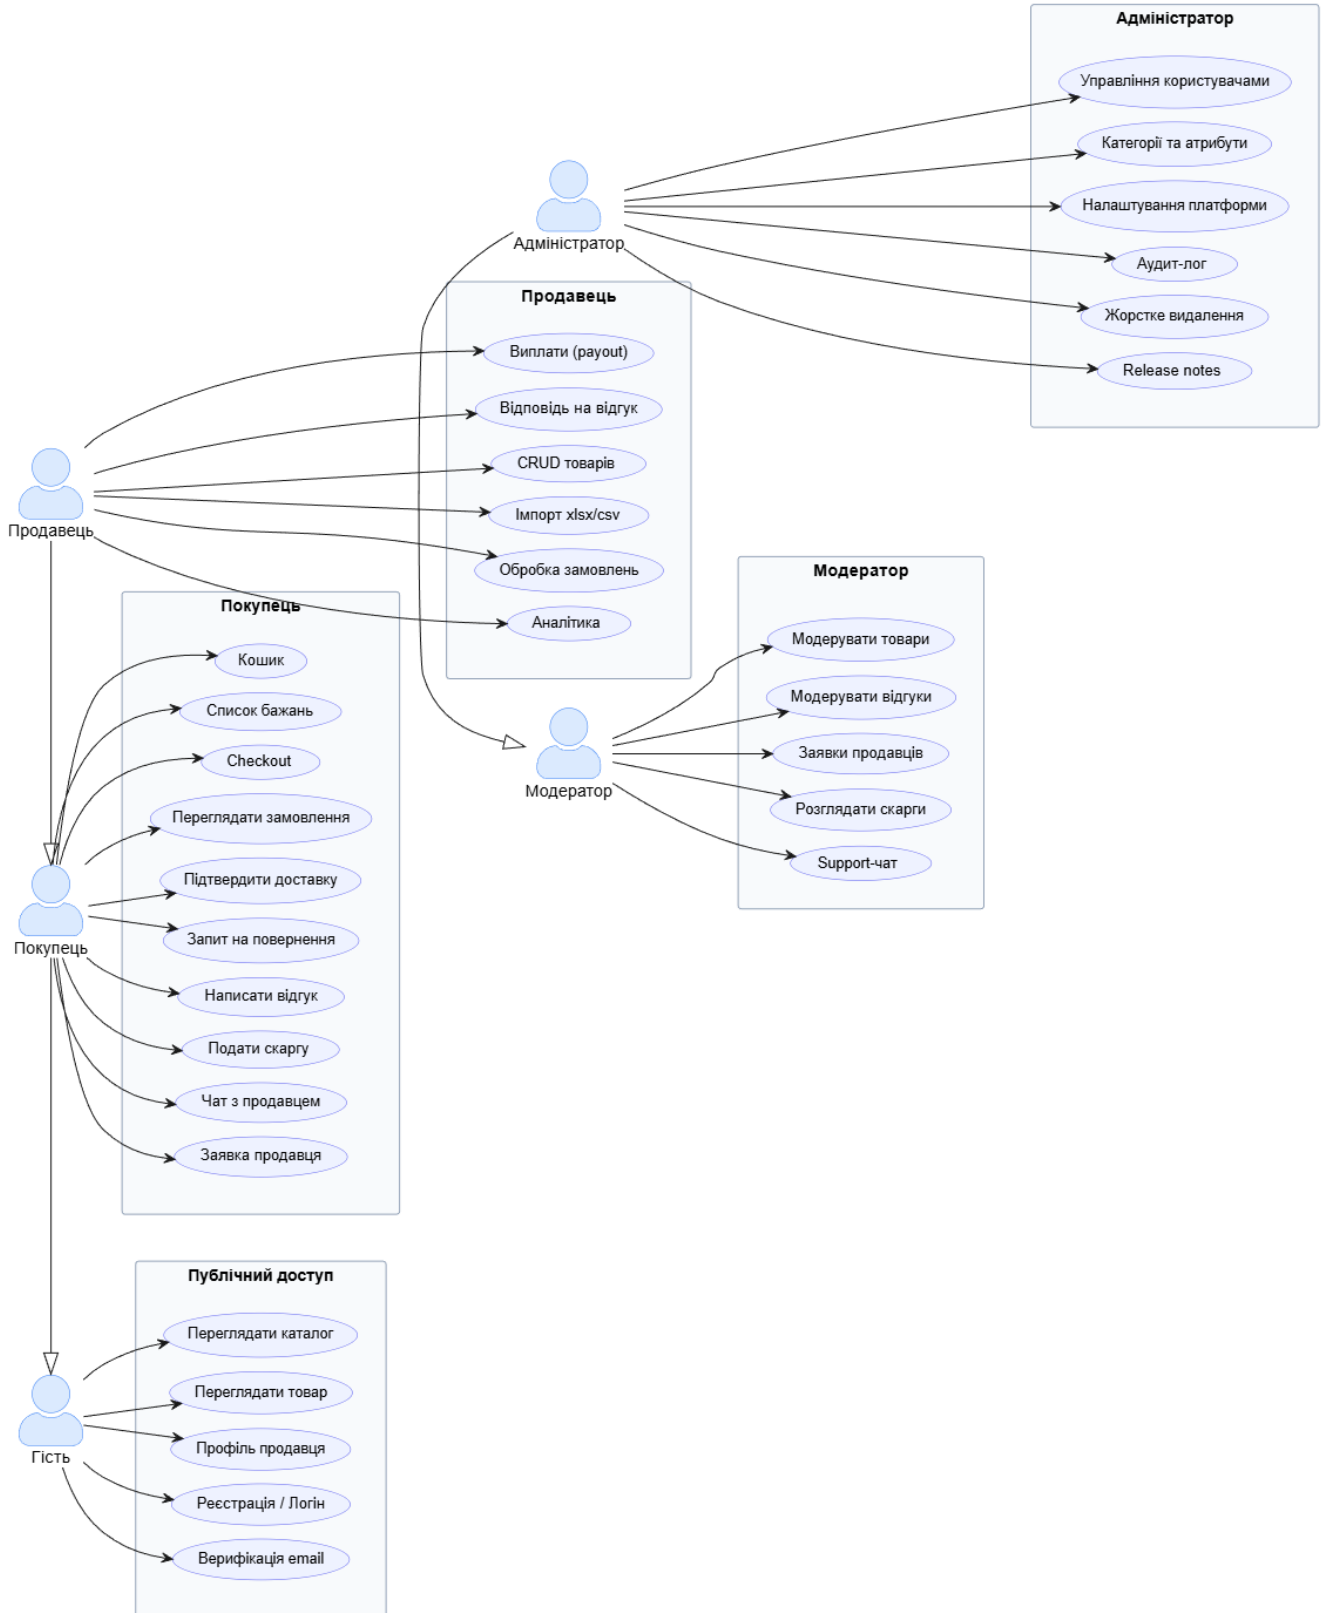 Адміністратор
Управління користувачами
Категорії та атрибути
Налаштування платформи
Аудит-лог
Жорстке видалення
Release notes
Адміністратор
Продавець
Виплати (payout)
Відповідь на відгук
CRUD товарів
Імпорт xlsx/csv
Обробка замовлень
Аналітика
Продавець
Модератор
Модерувати товари
Модерувати відгуки
Заявки продавців
Розглядати скарги
Support-чат
Модератор
Покупець
Кошик
Список бажань
Checkout
Переглядати замовлення
Підтвердити доставку
Запит на повернення
Написати відгук
Подати скаргу
Чат з продавцем
Заявка продавця
Покупець
Публічний доступ
Переглядати каталог
Переглядати товар
Профіль продавця
Реєстрація / Логін
Верифікація email
Гість